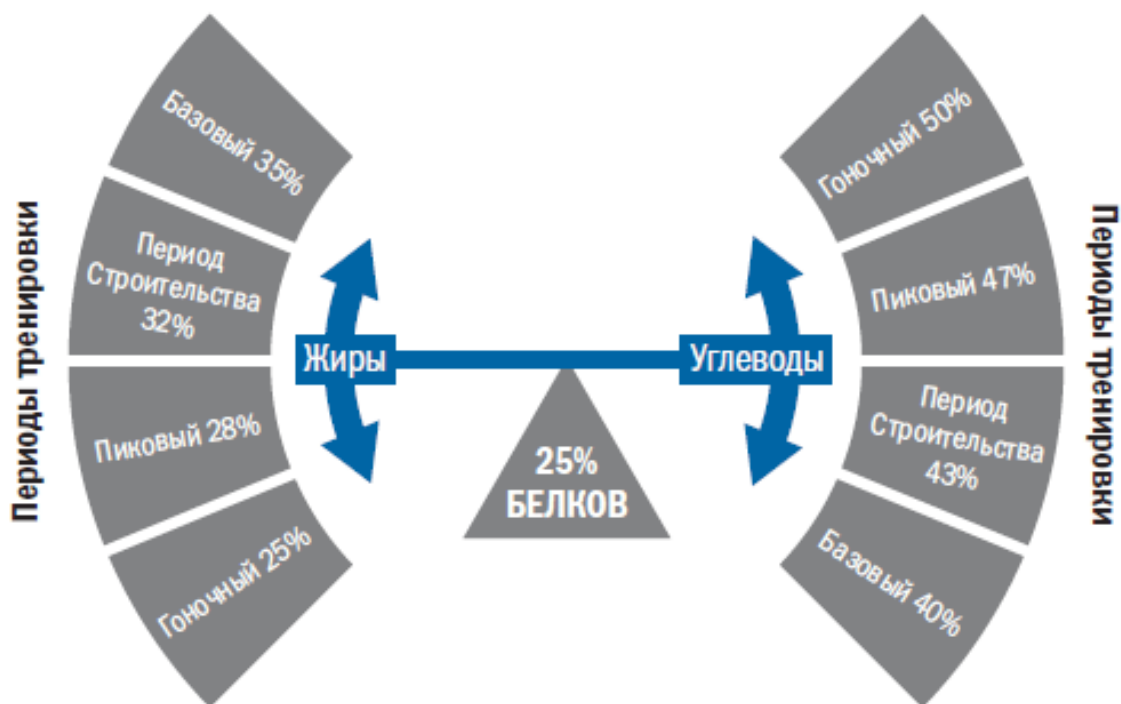 Периоды тренировки
Базовый 35%
Период
Строительства
32%
Пиковый 28%
Гоночный 25%
Жиры
25%
БЕЛКОВ
Углеводы
Гоночный 50%
Пиковый 47%
Период
Строительства
43%
Базовый 40%
Периоды тренировки